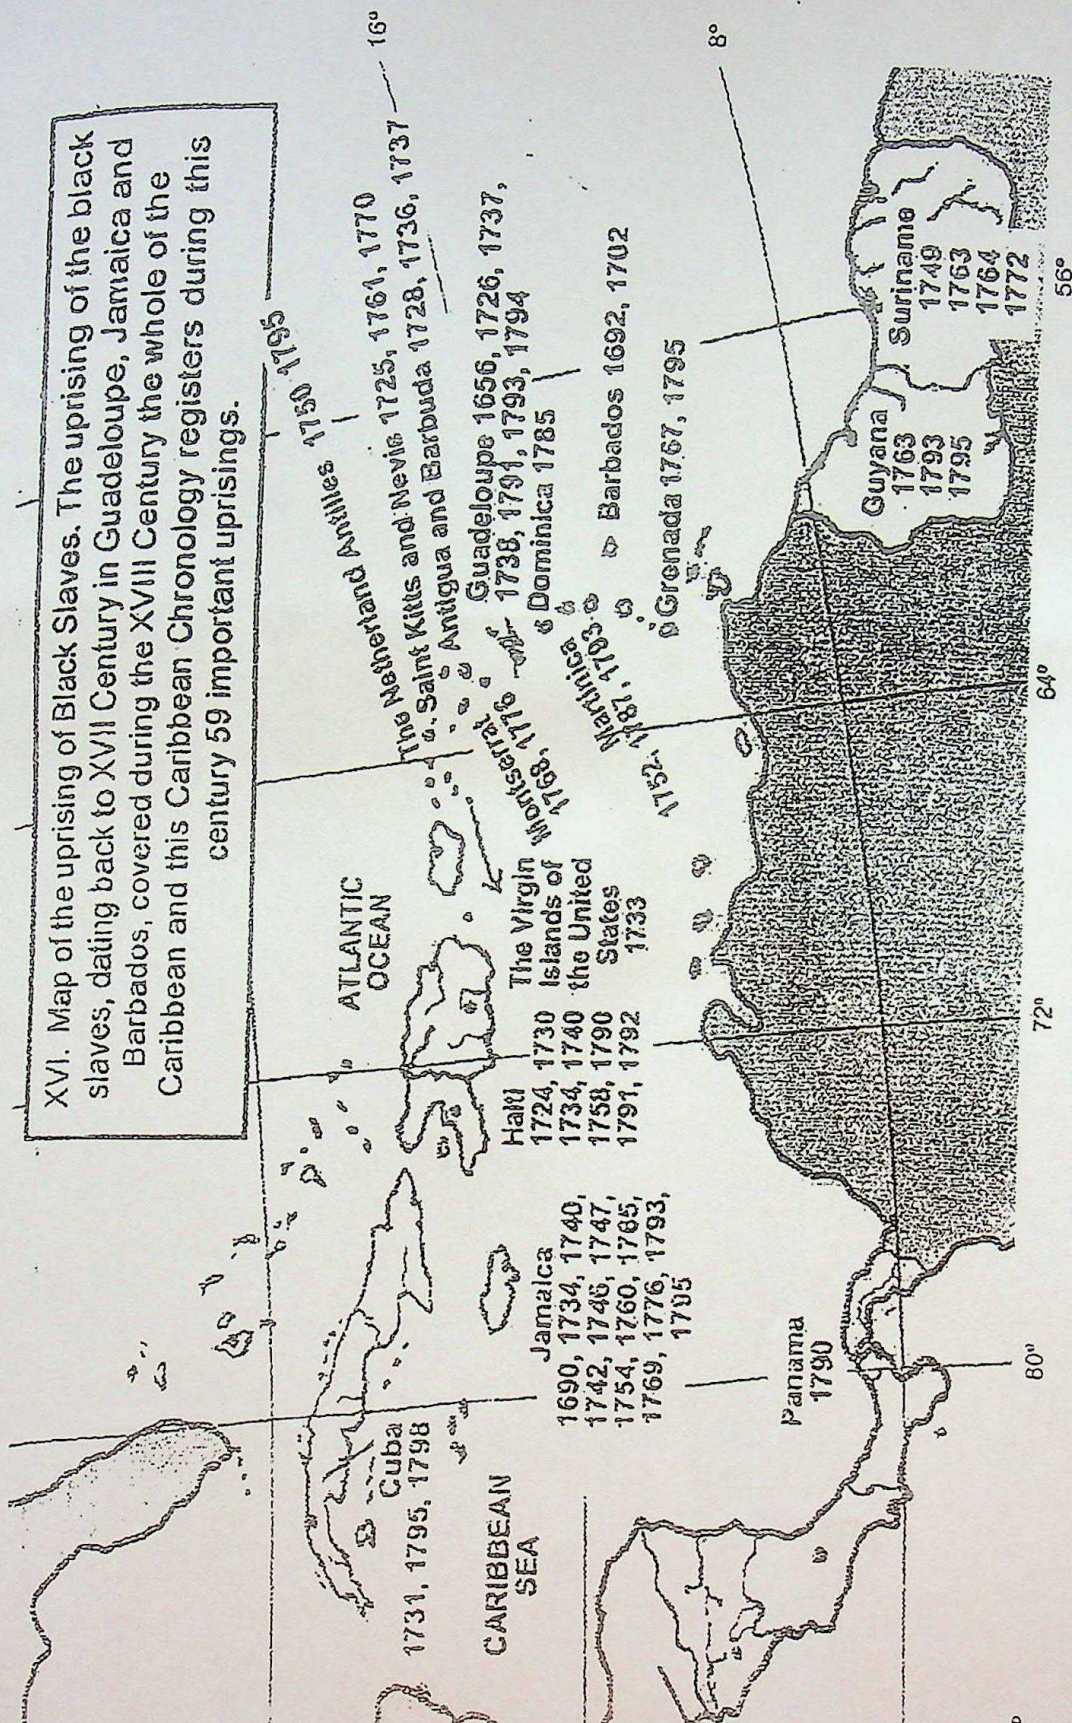 XVI. Map of the uprising of Black Slaves. The uprising of the black
slaves, dating back to XVII Century in Guadeloupe, Jamaica and
Barbados, covered during the XVIII Century the whole of the
Caribbean and this Caribbean Chronology registers during this
century 59 important uprisings.
The Netherland Antilles 1750 1795
Saint Kitts and Nevis 1725, 1761, 1770
Antigua and Barbuda 1728, 1736, 1737
16°
Guadeloupe 1656, 1726, 1737,
1738, 1791, 1793, 1794
Dominica 1785
Montserrat
1768, 1776
Martinica
1752, 1787, 1793
Barbados 1692, 1702
Grenada 1767, 1795
8°
ATLANTIC
OCEAN
The Virgin
Islands of
the United
States
1733
Haiti
1724, 1730
1734, 1740
1758, 1790
1791, 1792
Jamaica
1690, 1734, 1740,
1742, 1746, 1747,
1754, 1760, 1765,
1769, 1776, 1793,
1795
Cuba
1731, 1795, 1798
CARIBBEAN
SEA
Panama
1790
Guyana
1763
1793
1795
Suriname
1749
1763
1764
1772
80°
72°
64°
56°